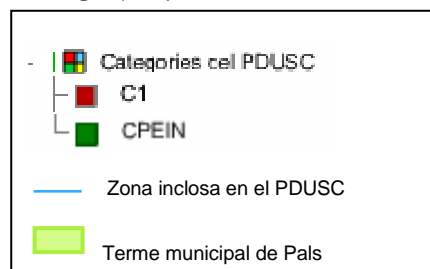 Categories cel PDUSC
C1
CPEIN
Zona inclosa en el PDUSC
Terme municipal de Pals